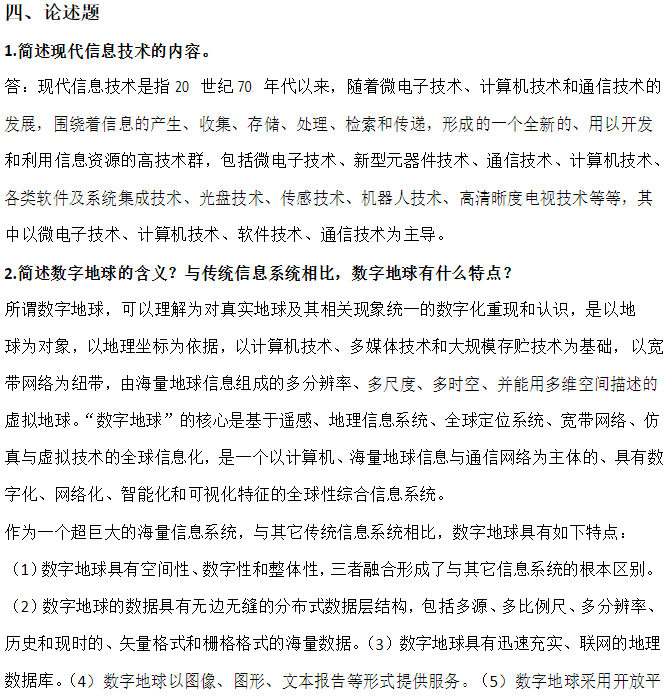 四、论述题
1.简述现代信息技术的内容。
答：现代信息技术是指20 世纪70 年代以来，随着微电子技术、计算机技术和通信技术的
发展，围绕着信息的产生、收集、存储、处理、检索和传递，形成的一个全新的、用以开发
和利用信息资源的高技术群，包括微电子技术、新型元器件技术、通信技术、计算机技术、
各类软件及系统集成技术、光盘技术、传感技术、机器人技术、高清晰度电视技术等等，其
中以微电子技术、计算机技术、软件技术、通信技术为主导。
2.简述数字地球的含义？与传统信息系统相比，数字地球有什么特点？
所谓数字地球，可以理解为对真实地球及其相关现象统一的数字化重现和认识，是以地
球为对象，以地理坐标为依据，以计算机技术、多媒体技术和大规模存贮技术为基础，以宽
带网络为纽带，由海量地球信息组成的多分辨率、多尺度、多时空、并能用多维空间描述的
虚拟地球。“数字地球”的核心是基于遥感、地理信息系统、全球定位系统、宽带网络、仿
真与虚拟技术的全球信息化，是一个以计算机、海量地球信息与通信网络为主体的、具有数
字化、网络化、智能化和可视化特征的全球性综合信息系统。
作为一个超巨大的海量信息系统，与其它传统信息系统相比，数字地球具有如下特点：
（1）数字地球具有空间性、数字性和整体性，三者融合形成了与其它信息系统的根本区别。
（2）数字地球的数据具有无边无缝的分布式数据层结构，包括多源、多比例尺、多分辨率、
历史和现时的、矢量格式和栅格格式的海量数据。（3）数字地球具有迅速充实、联网的地理
数据库。（4）数字地球以图像、图形、文本报告等形式提供服务。（5）数字地球采用开放平